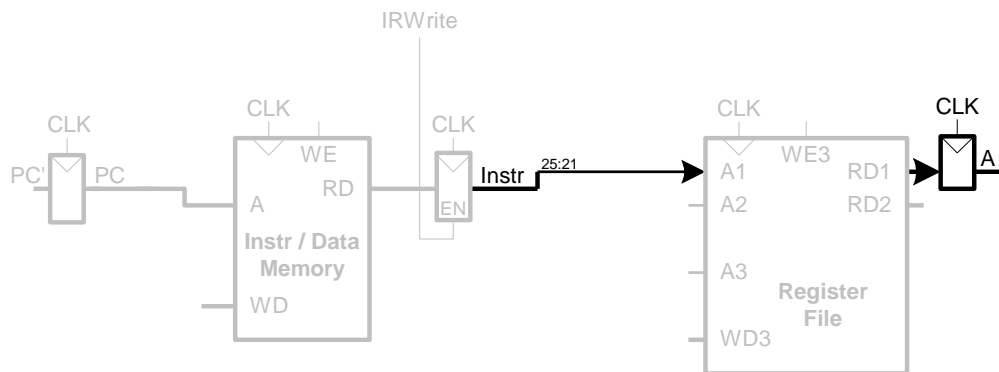 IRWrite
CLK
CLK
CLK
CLK
CLK
PC'
PC
WE
RD
A
EN
Instr / Data
Memory
WD
Instr
25:21
A1
WE3
RD1
A
A2
RD2
A3
Register
File
WD3